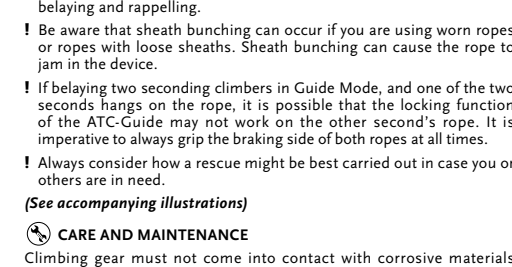 belaying and rappelling.
! Be aware that sheath bunching can occur if you are using worn ropes
or ropes with loose sheaths. Sheath bunching can cause the rope to
jam in the device.
! If belaying two seconding climbers in Guide Mode, and one of the two
seconds hangs on the rope, it is possible that the locking function
of the ATC-Guide may not work on the other second's rope. It is
imperative to always grip the braking side of both ropes at all times.
! Always consider how a rescue might be best carried out in case you or
others are in need.
(See accompanying illustrations)
CARE AND MAINTENANCE
Climbing gear must not come into contact with corrosive materials